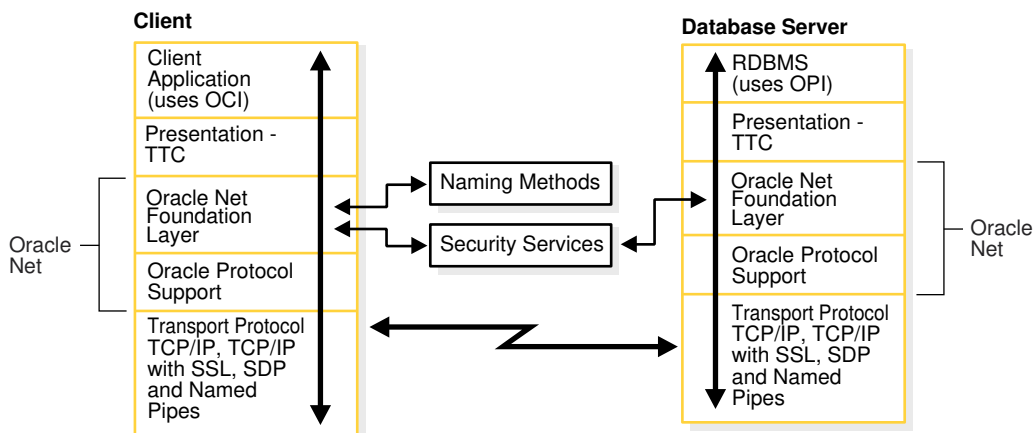 Client
Client
Application
(uses OCI)
Presentation -
TTC
Oracle Net
Foundation
Layer
Oracle Protocol
Support
Transport Protocol
TCP/IP, TCP/IP
with SSL, SDP
and Named
Pipes
Oracle
Net
Naming Methods
Security Services
Database Server
RDBMS
(uses OPI)
Presentation -
TTC
Oracle Net
Foundation
Layer
Oracle Protocol
Support
Transport Protocol
TCP/IP, TCP/IP
with SSL, SDP
and Named
Pipes
Oracle
Net